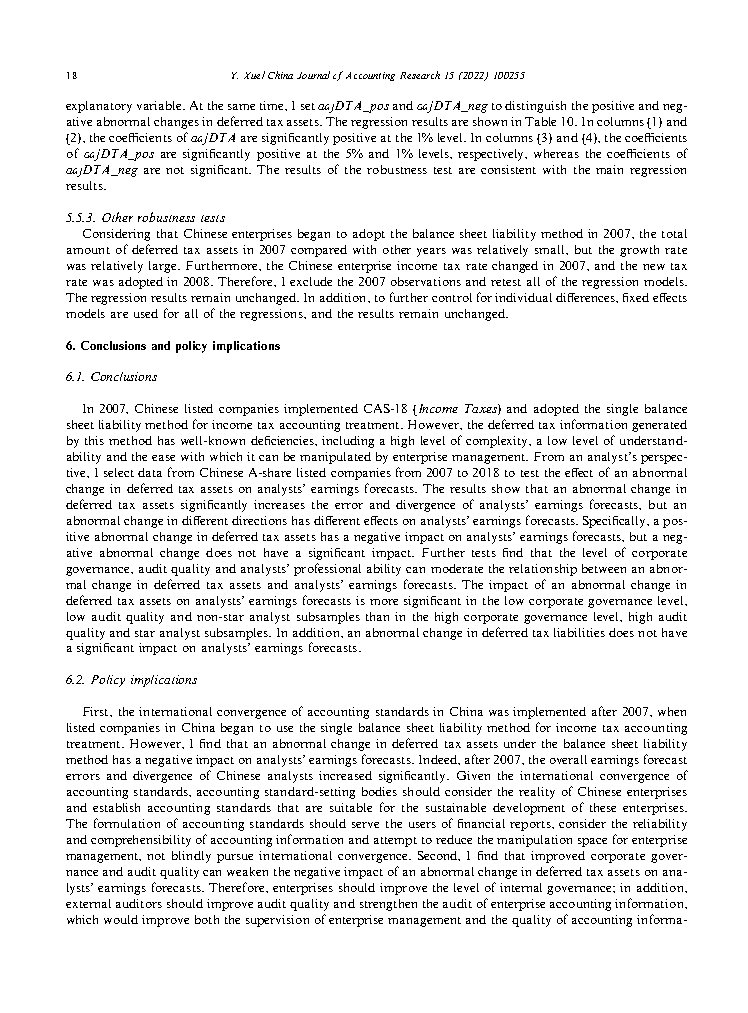 18
Y. Xue/China Journal of Accounting Research 15 (2022) 100255
explanatory variable. At the same time, I set aajDTA_pos and aajDTA_neg to distinguish the positive and neg-
ative abnormal changes in deferred tax assets. The regression results are shown in Table 10. In columns (1) and
(2), the coefficients of aajDTA are significantly positive at the 1% level. In columns (3) and (4), the coefficients
of aajDTA_pos are significantly positive at the 5% and 1% levels, respectively, whereas the coefficients of
aajDTA_neg are not significant. The results of the robustness test are consistent with the main regression
results.
5.5.3. Other robustness tests
Considering that Chinese enterprises began to adopt the balance sheet liability method in 2007, the total
amount of deferred tax assets in 2007 compared with other years was relatively small, but the growth rate
was relatively large. Furthermore, the Chinese enterprise income tax rate changed in 2007, and the new tax
rate was adopted in 2008. Therefore, I exclude the 2007 observations and retest all of the regression models.
The regression results remain unchanged. In addition, to further control for individual differences, fixed effects
models are used for all of the regressions, and the results remain unchanged.
6. Conclusions and policy implications
6.1. Conclusions
In 2007, Chinese listed companies implemented CAS-18 (Income Taxes) and adopted the single balance
sheet liability method for income tax accounting treatment. However, the deferred tax information generated
by this method has well-known deficiencies, including a high level of complexity, a low level of understand-
ability and the ease with which it can be manipulated by enterprise management. From an analyst's perspec-
tive, I select data from Chinese A-share listed companies from 2007 to 2018 to test the effect of an abnormal
change in deferred tax assets on analysts' earnings forecasts. The results show that an abnormal change in
deferred tax assets significantly increases the error and divergence of analysts' earnings forecasts, but an
abnormal change in different directions has different effects on analysts' earnings forecasts. Specifically, a pos-
itive abnormal change in deferred tax assets has a negative impact on analysts' earnings forecasts, but a neg-
ative abnormal change does not have a significant impact. Further tests find that the level of corporate
governance, audit quality and analysts' professional ability can moderate the relationship between an abnor-
mal change in deferred tax assets and analysts' earnings forecasts. The impact of an abnormal change in
deferred tax assets on analysts' earnings forecasts is more significant in the low corporate governance level,
low audit quality and non-star analyst subsamples than in the high corporate governance level, high audit
quality and star analyst subsamples. In addition, an abnormal change in deferred tax liabilities does not have
a significant impact on analysts' earnings forecasts.
6.2. Policy implications
First, the international convergence of accounting standards in China was implemented after 2007, when
listed companies in China began to use the single balance sheet liability method for income tax accounting
treatment. However, I find that an abnormal change in deferred tax assets under the balance sheet liability
method has a negative impact on analysts' earnings forecasts. Indeed, after 2007, the overall earnings forecast
errors and divergence of Chinese analysts increased significantly. Given the international convergence of
accounting standards, accounting standard-setting bodies should consider the reality of Chinese enterprises
and establish accounting standards that are suitable for the sustainable development of these enterprises.
The formulation of accounting standards should serve the users of financial reports, consider the reliability
and comprehensibility of accounting information and attempt to reduce the manipulation space for enterprise
management, not blindly pursue international convergence. Second, I find that improved corporate gover-
nance and audit quality can weaken the negative impact of an abnormal change in deferred tax assets on ana-
lysts' earnings forecasts. Therefore, enterprises should improve the level of internal governance; in addition,
external auditors should improve audit quality and strengthen the audit of enterprise accounting information,
which would improve both the supervision of enterprise management and the quality of accounting informa-